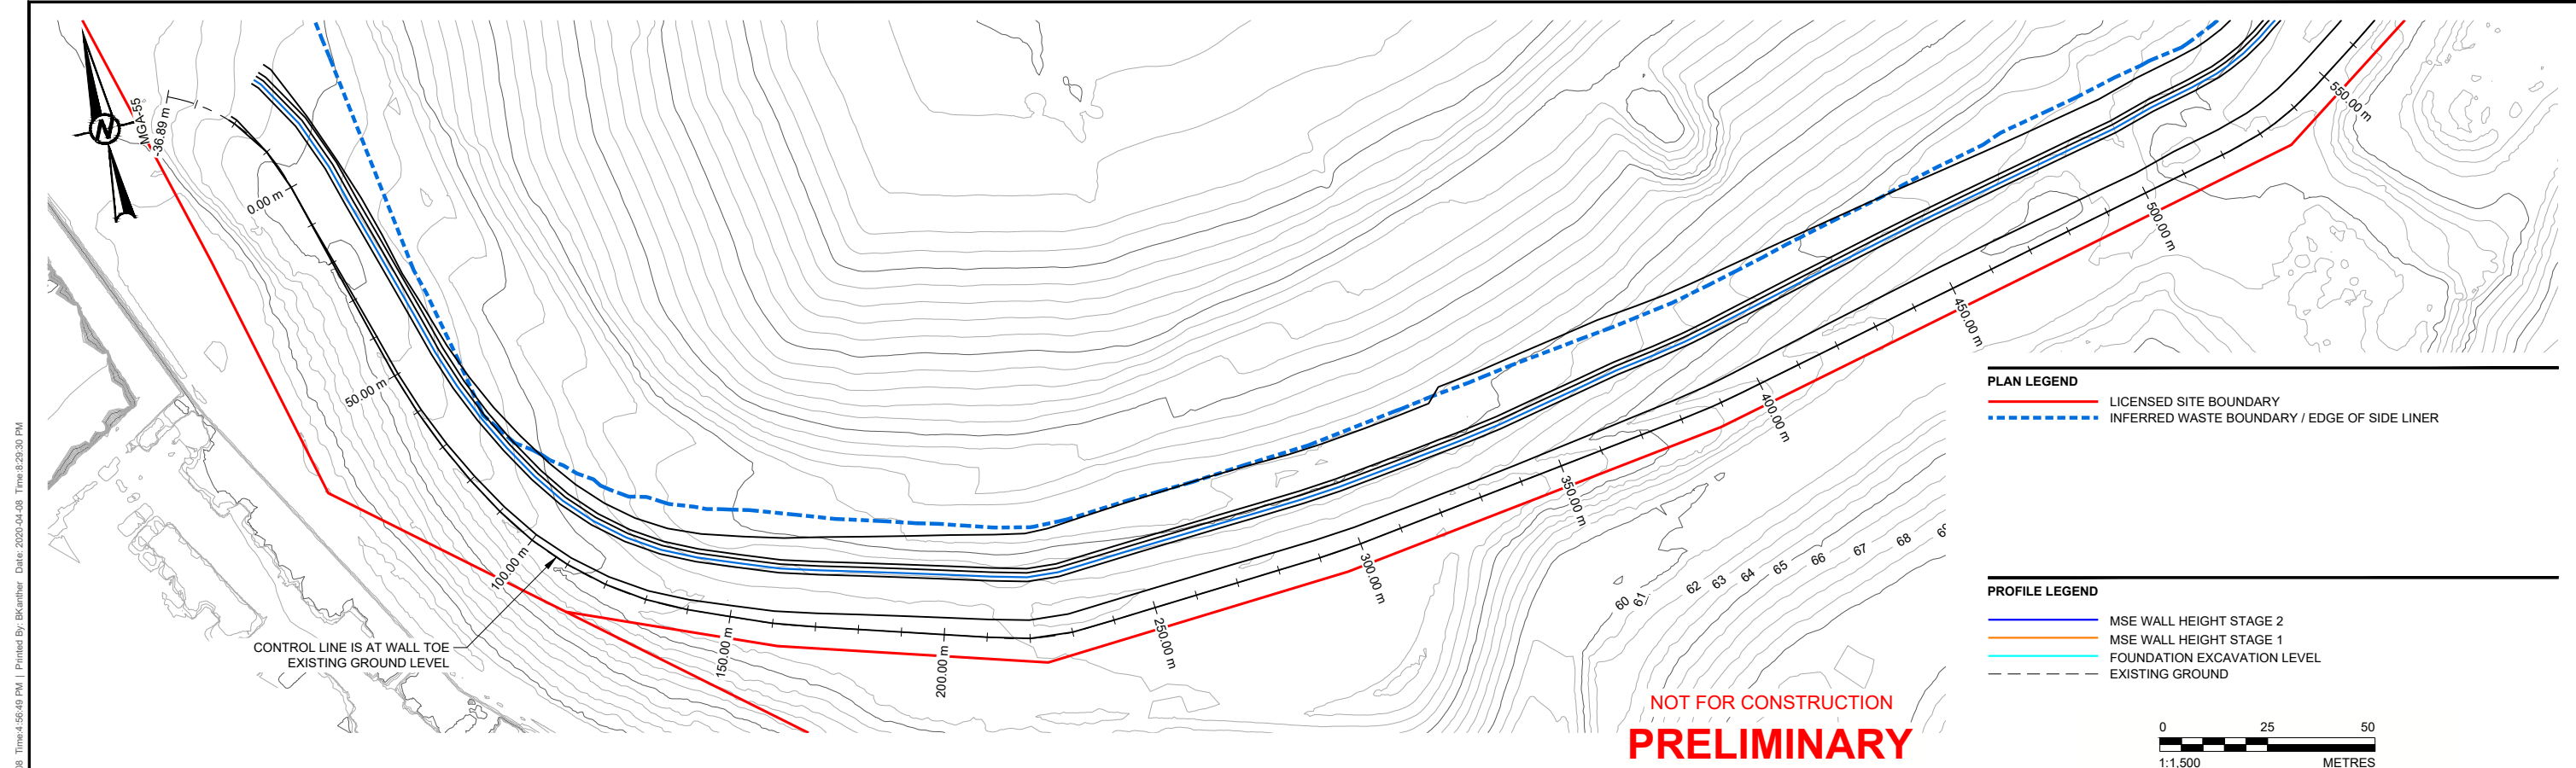 MGA-55
-36.89 m
N
0.00 m
50.00 m
100.00 m
150.00 m
200.00 m
250.00 m
300.00 m
350.00 m
400.00 m
450.00 m
500.00 m
550.00 m
CONTROL LINE IS AT WALL TOE
EXISTING GROUND LEVEL
60
61
62
63
64
65
66
67
68
NOT FOR CONSTRUCTION
PRELIMINARY
PLAN LEGEND
LICENSED SITE BOUNDARY
INFERRED WASTE BOUNDARY / EDGE OF SIDE LINER
PROFILE LEGEND
MSE WALL HEIGHT STAGE 2
MSE WALL HEIGHT STAGE 1
FOUNDATION EXCAVATION LEVEL
EXISTING GROUND
0 25 50
1:1,500 METRES
08 Time:4:56:49 PM | Printed By: BKanther Date: 2020-04-08 Time:8:29:30 PM